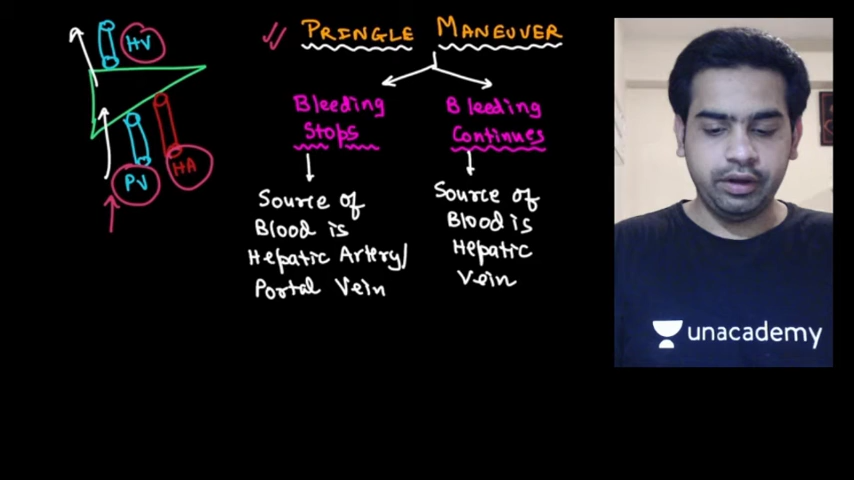 HV
PV
HA
PRINGLE MANEUVER
Bleeding
Stops
Source of
Blood is
Hepatic Artery/
Portal Vein
Bleeding
Continues
Source of
Blood is
Hepatic
Vein
unacademy